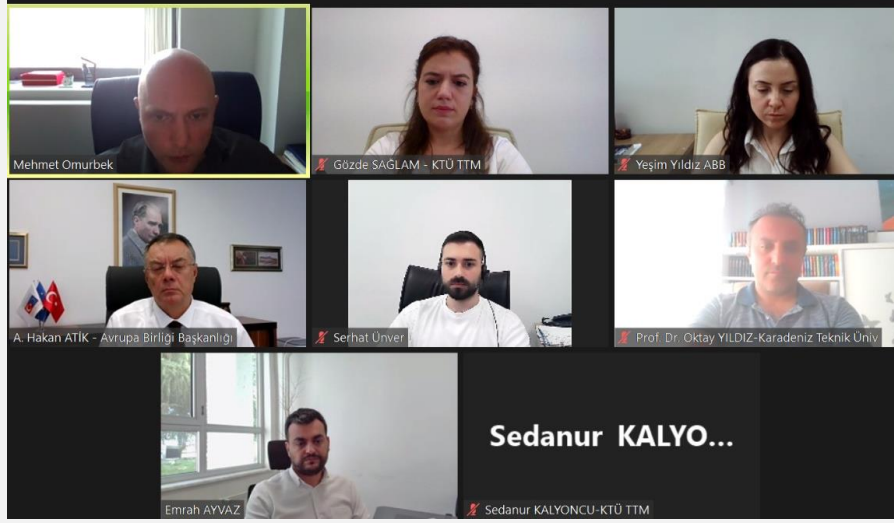 Mehmet Omurbek
Gözde SAĞLAM - KTÜ TTM
Yeşim Yıldız ABB
A. Hakan ATİK - Avrupa Birliği Başkanlığı
Serhat Ünver
Prof. Dr. Oktay YILDIZ-Karadeniz Teknik Üniv
Emrah AYVAZ
Sedanur KALYO...
Sedanur KALYONCU-KTÜ TTM